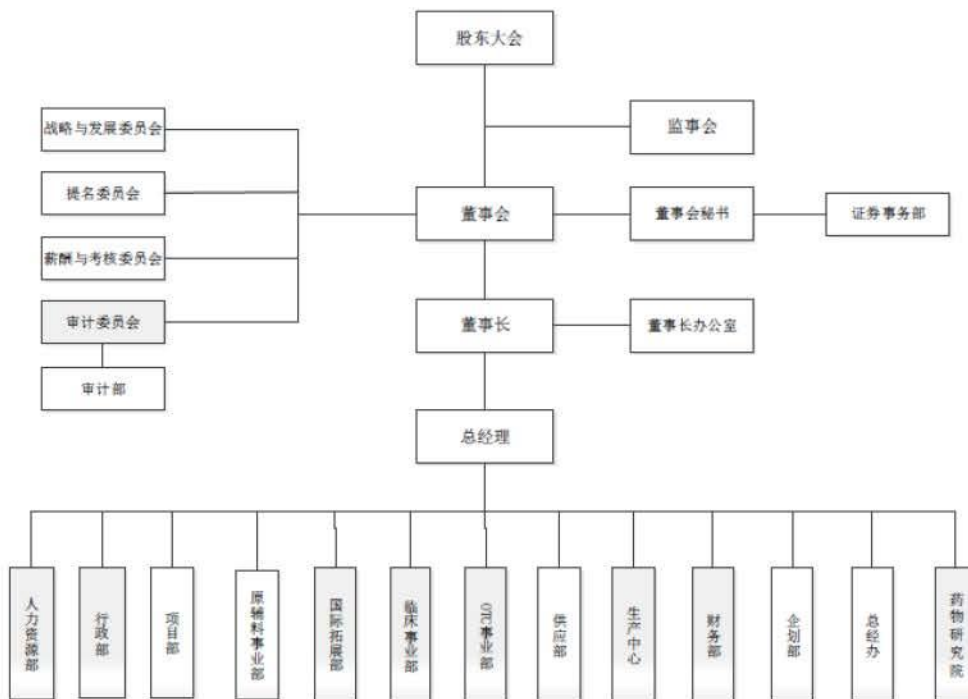 股东大会
监事会
战略与发展委员会
提名委员会
董事会
董事会秘书
证券事务部
薪酬与考核委员会
审计委员会
董事长
董事长办公室
审计部
总经理
人力资源部
行政部
项目部
原辅料事业部
国际拓展部
临床事业部
OTC事业部
供应部
生产中心
财务部
企划部
总经办
药物研究院